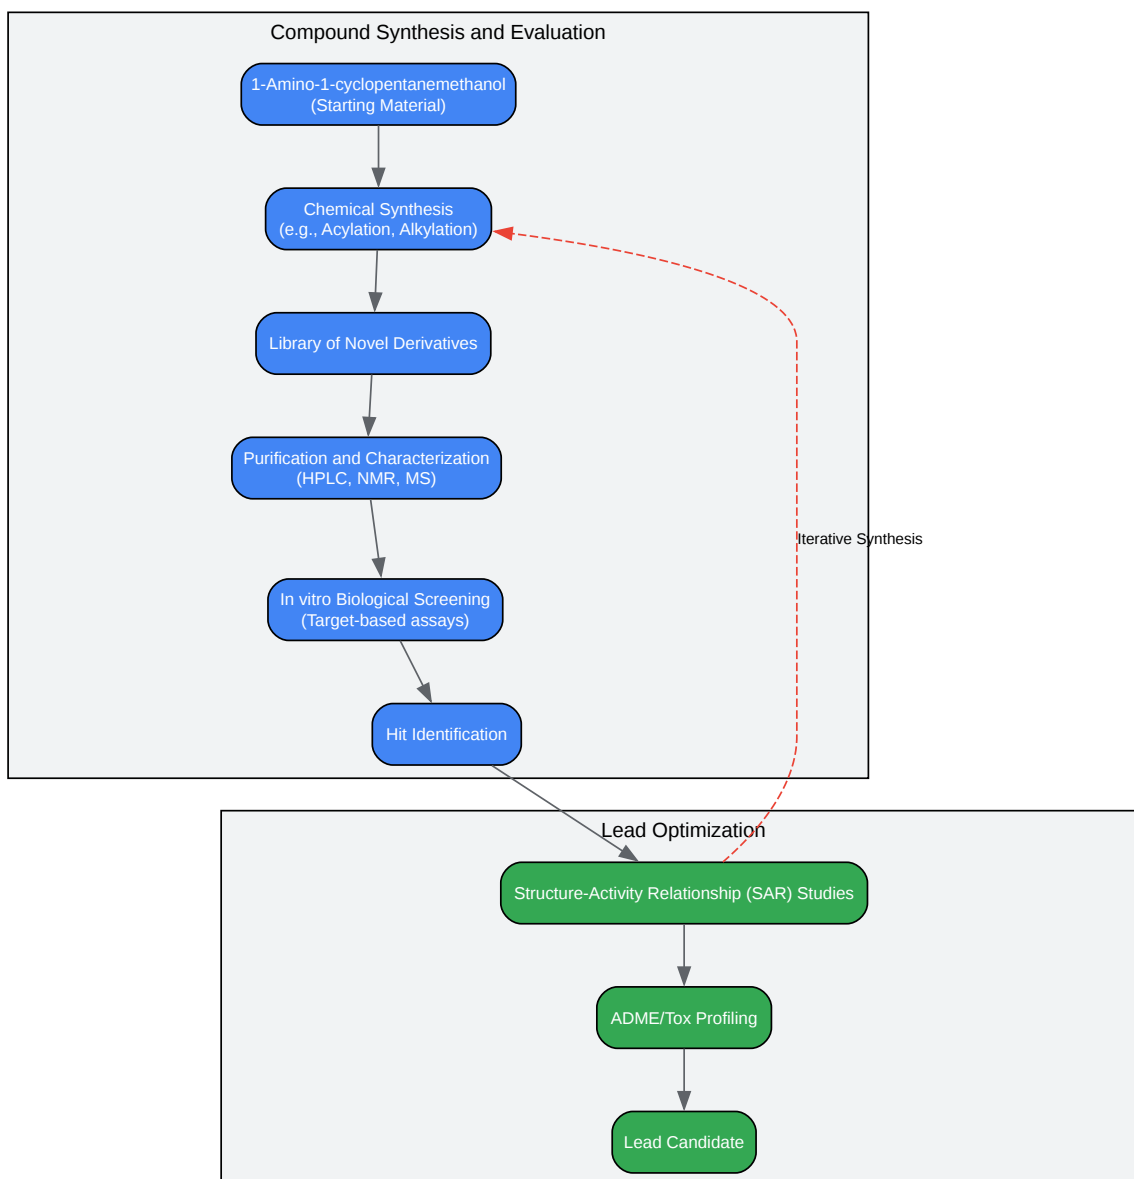 Compound Synthesis and Evaluation
1-Amino-1-cyclopentanemethanol
(Starting Material)
Chemical Synthesis
(e.g., Acylation, Alkylation)
Library of Novel Derivatives
Purification and Characterization
(HPLC, NMR, MS)
Iterative Synthesis
In vitro Biological Screening
(Target-based assays)
Hit Identification
Lead Optimization
Structure-Activity Relationship (SAR) Studies
ADME/Tox Profiling
Lead Candidate